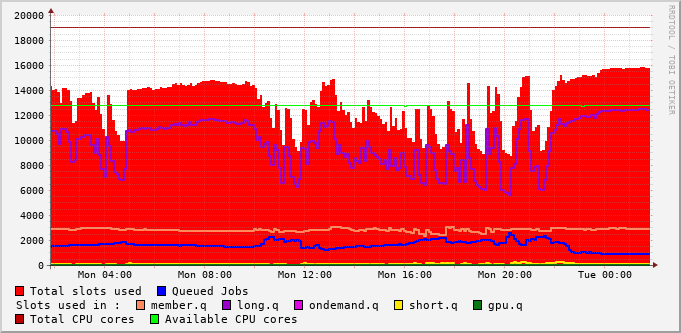 20000
18000
16000
14000
12000
10000
8000
6000
4000
2000
0
Mon 04:00 Mon 08:00 Mon 12:00 Mon 16:00 Mon 20:00 Tue 00:00
RRDTOOL / TOBI OETIKER
Total slots used Queued Jobs
Slots used in : member.q long.q ondemand.q short.q gpu.q
Total CPU cores Available CPU cores